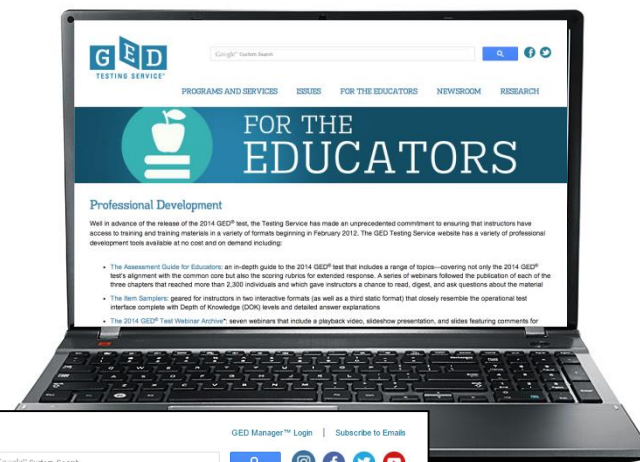 GED
TESTING SERVICE®
Google™ Custom Search
PROGRAMS AND SERVICES ISSUES FOR THE EDUCATORS NEWSROOM RESEARCH
FOR THE
EDUCATORS
Professional Development
Well in advance of the release of the 2014 GED® test, the Testing Service has made an unprecedented commitment to ensuring that instructors have
access to training and training materials in a variety of formats beginning in February 2012. The GED Testing Service website has a variety of professional
development tools available at no cost and on demand including:
• The Assessment Guide for Educators: an in-depth guide to the 2014 GED® test that includes a range of topics—covering not only the 2014 GED®
test's alignment with the common core but also the scoring rubrics for extended response. A series of webinars followed the publication of each of the
three chapters that reached more than 2,300 individuals and which gave instructors a chance to read, digest, and ask questions about the material
• The Item Samplers: geared for instructors in two interactive formats (as well as a third static format) that closely resemble the operational test
interface complete with Depth of Knowledge (DOK) levels and detailed answer explanations
• The 2014 GED® Test Webinar Archive*: seven webinars that include a playback video, slideshow presentation, and slides featuring comments for
GED Manager™ Login | Subscribe to Emails
Custom Search